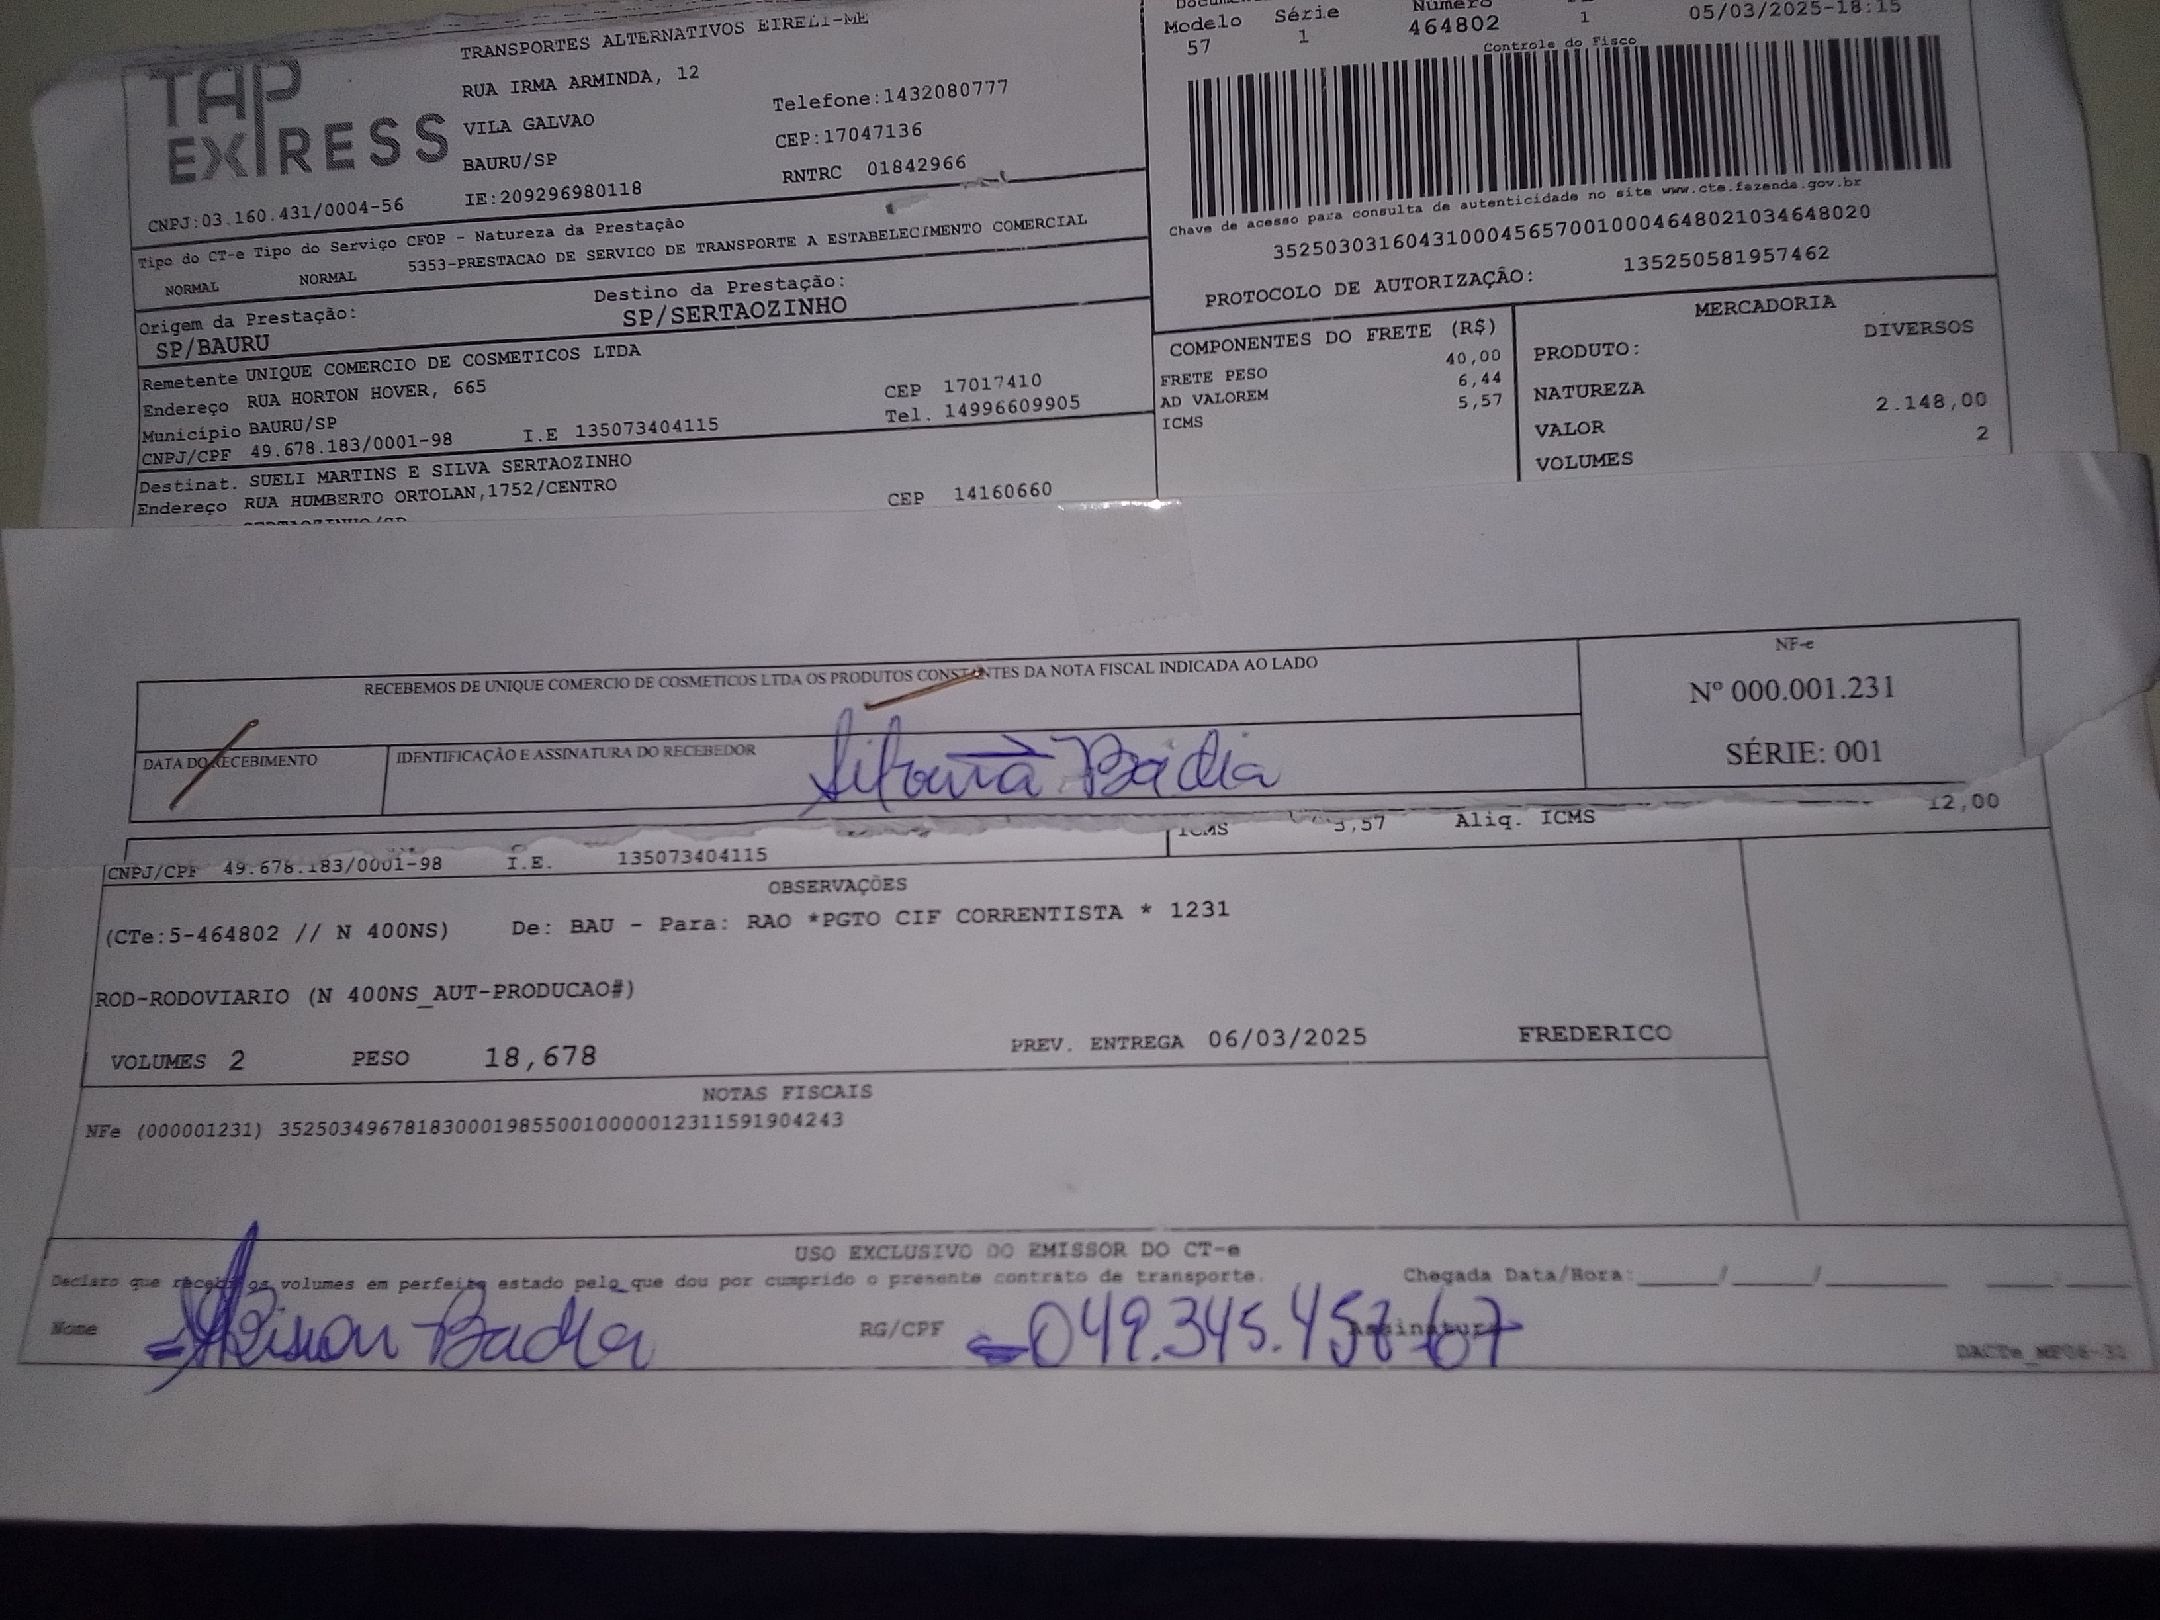 TAP EXPRESS
TRANSPORTES ALTERNATIVOS EIRELI-ME
RUA IRMA ARMINDA, 12
VILA GALVAO
Telefone:1432080777
BAURU/SP
CEP:17047136
IE:209296980118
RNTRC 01842966
CNPJ:03.160.431/0004-56
Modelo Série Número
57 1 464802 1 05/03/2025-18:15
Controle do Fisco
Chave de acesso para consulta de autenticidade no site www.cte.fazenda.gov.br
35250303160431000456570010004648021034648020
PROTOCOLO DE AUTORIZAÇÃO: 135250581957462
Tipo do CT-e Tipo do Serviço CFOP - Natureza da Prestação
NORMAL NORMAL 5353-PRESTACAO DE SERVICO DE TRANSPORTE A ESTABELECIMENTO COMERCIAL
Origem da Prestação: Destino da Prestação:
SP/BAURU SP/SERTAOZINHO
Remetente UNIQUE COMERCIO DE COSMETICOS LTDA
Endereço RUA HORTON HOVER, 665 CEP 17017410
Município BAURU/SP Tel. 14996609905
CNPJ/CPF 49.678.183/0001-98 I.E 135073404115
Destinat. SUELI MARTINS E SILVA SERTAOZINHO
Endereço RUA HUMBERTO ORTOLAN,1752/CENTRO CEP 14160660
COMPONENTES DO FRETE (R$)
FRETE PESO 40,00
AD VALOREM 6,44
ICMS 5,57
MERCADORIA
PRODUTO: DIVERSOS
NATUREZA
VALOR 2.148,00
VOLUMES 2
RECEBEMOS DE UNIQUE COMERCIO DE COSMETICOS LTDA OS PRODUTOS CONSTANTES DA NOTA FISCAL INDICADA AO LADO
NF-e
Nº 000.001.231
SÉRIE: 001
DATA DO RECEBIMENTO
IDENTIFICAÇÃO E ASSINATURA DO RECEBEDOR
Badia
ICMS 5,57 Aliq. ICMS 12,00
CNPJ/CPF 49.678.183/0001-98 I.E. 135073404115
OBSERVAÇÕES
(CTe:5-464802 // N 400NS) De: BAU - Para: RAO *PGTO CIF CORRENTISTA * 1231
ROD-RODOVIARIO (N 400NS_AUT-PRODUCAO#)
VOLUMES 2 PESO 18,678 PREV. ENTREGA 06/03/2025 FREDERICO
NOTAS FISCAIS
NFe (000001231) 35250349678183000198550010000012311591904243
USO EXCLUSIVO DO EMISSOR DO CT-e
Declaro que recebi os volumes em perfeito estado pelo que dou por cumprido o presente contrato de transporte. Chegada Data/Hora:____/____/______ ____ ____
Nome Badia RG/CPF Assinatura